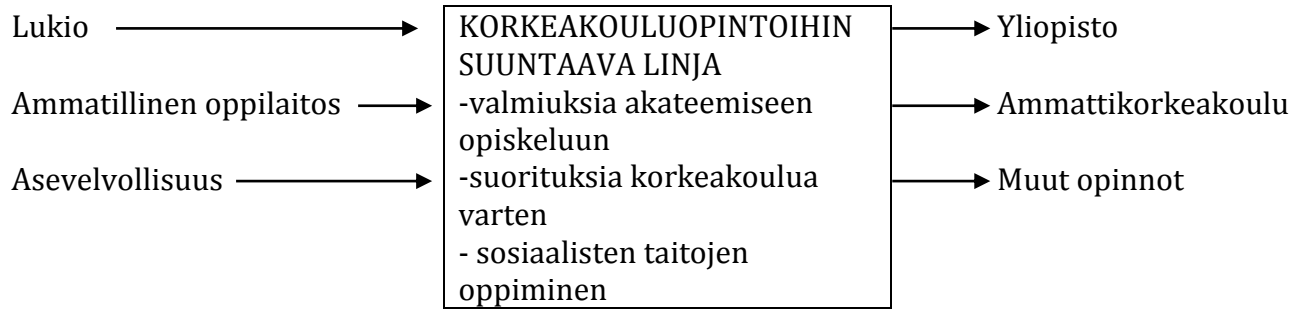 Lukio
Ammatillinen oppilaitos
Asevelvollisuus
KORKEAKOULUOPINTOIHIN
SUUNTAAVA LINJA
-valmiuksia akateemiseen
opiskeluun
-suorituksia korkeakoulua
varten
- sosiaalisten taitojen
oppiminen
Yliopisto
Ammattikorkeakoulu
Muut opinnot